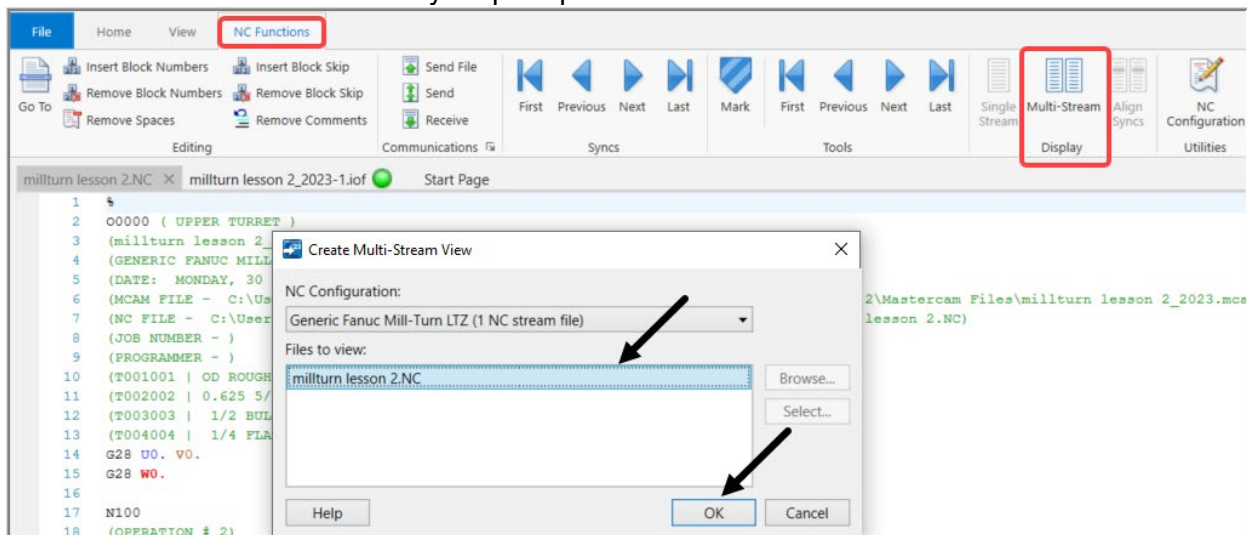 File Home View NC Functions
Go To
Insert Block Numbers Insert Block Skip
Remove Block Numbers Remove Block Skip
Remove Spaces Remove Comments
Editing
Send File
Send
Receive
Communications
First Previous Next Last
Syncs
Mark First Previous Next Last
Tools
Single Stream
Multi-Stream
Align Syncs
Display
NC Configuration
Utilities
millturn lesson 2.NC × millturn lesson 2_2023-1.iof Start Page
1 %
2 O0000 ( UPPER TURRET )
3 (millturn lesson 2_
4 (GENERIC FANUC MILL
5 (DATE: MONDAY, 30
6 (MCAM FILE - C:\Us 2\Mastercam Files\millturn lesson 2_2023.mca
7 (NC FILE - C:\User lesson 2.NC)
8 (JOB NUMBER - )
9 (PROGRAMMER - )
10 (T001001 | OD ROUGH
11 (T002002 | 0.625 5/
12 (T003003 | 1/2 BUL
13 (T004004 | 1/4 FLA
14 G28 U0. V0.
15 G28 W0.
16
17 N100
18 (OPERATION # 2)
Create Multi-Stream View
NC Configuration:
Generic Fanuc Mill-Turn LTZ (1 NC stream file)
Files to view:
millturn lesson 2.NC
Browse...
Select...
Help OK Cancel